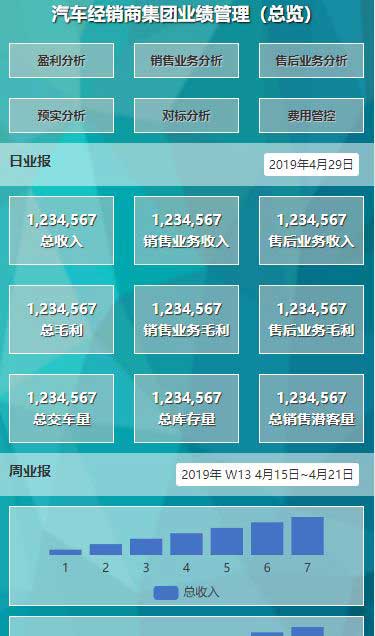 汽车经销商集团业绩管理（总览）
盈利分析 销售业务分析 售后业务分析
预实分析 对标分析 费用管控
日业报 2019年4月29日
1,234,567 1,234,567 1,234,567
总收入 销售业务收入 售后业务收入
1,234,567 1,234,567 1,234,567
总毛利 销售业务毛利 售后业务毛利
1,234,567 1,234,567 1,234,567
总交车量 总库存量 总销售潜客量
周业报 2019年 W13 4月15日~4月21日
1 2 3 4 5 6 7
总收入